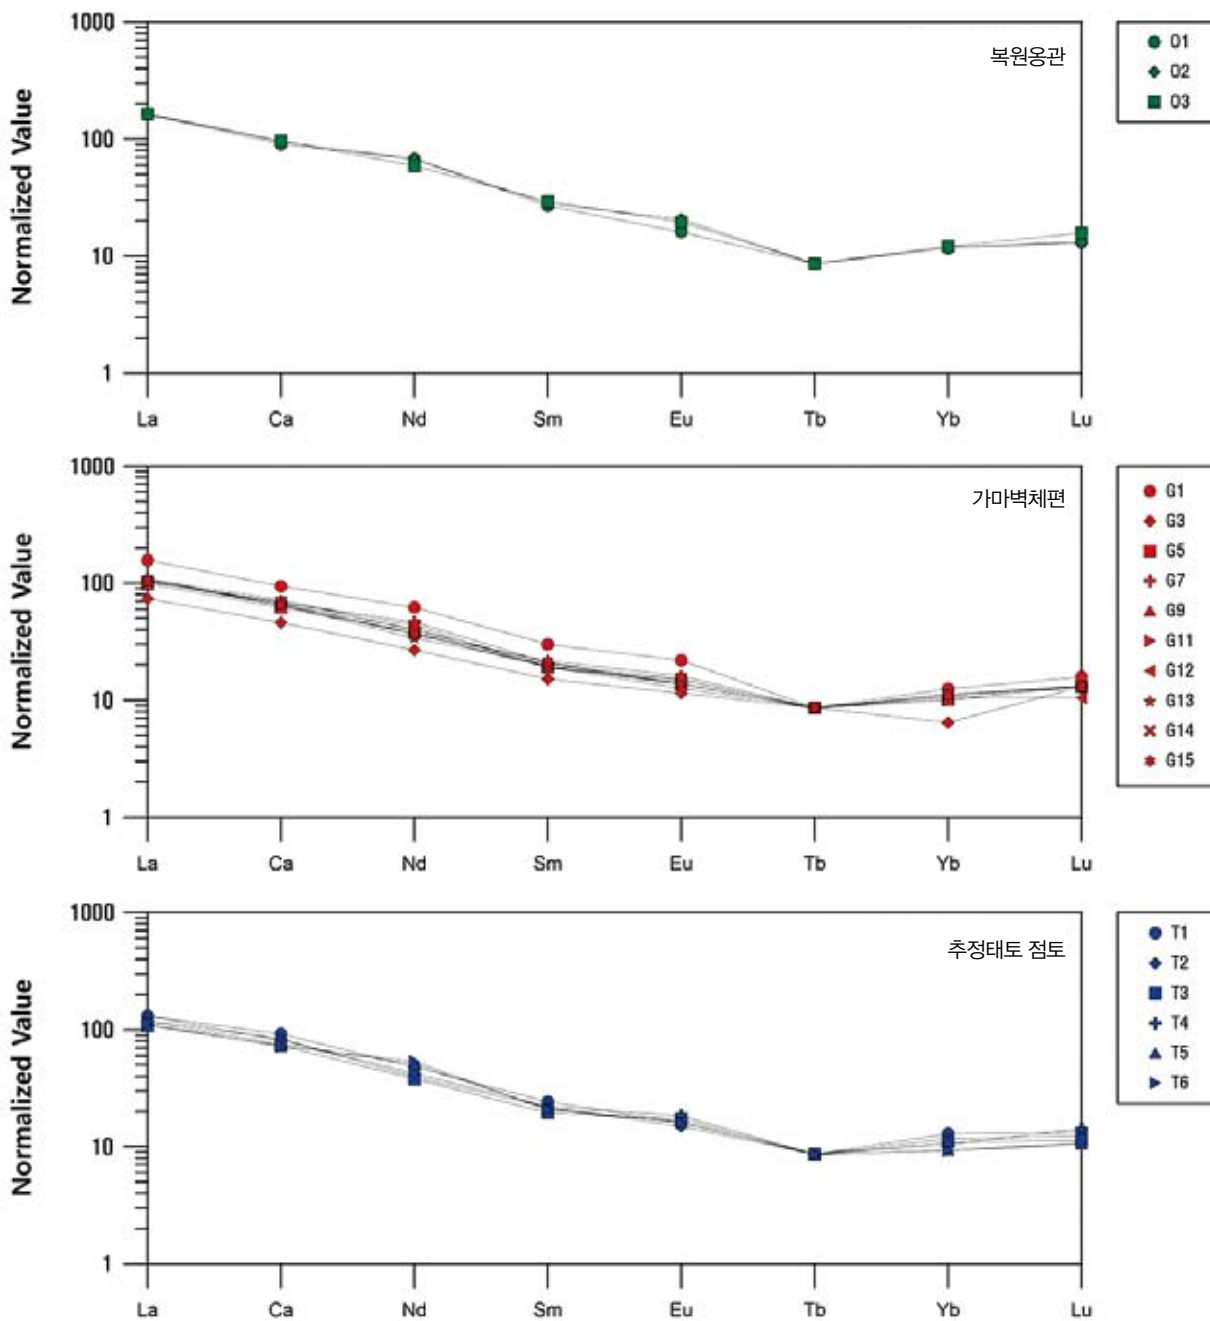 1000
100
10
1
Normalized Value
복원옹관
La Ca Nd Sm Eu Tb Yb Lu
O1
O2
O3
1000
100
10
1
Normalized Value
가마벽체편
La Ca Nd Sm Eu Tb Yb Lu
G1
G3
G5
G7
G9
G11
G12
G13
G14
G15
1000
100
10
1
Normalized Value
추정태토 점토
La Ca Nd Sm Eu Tb Yb Lu
T1
T2
T3
T4
T5
T6